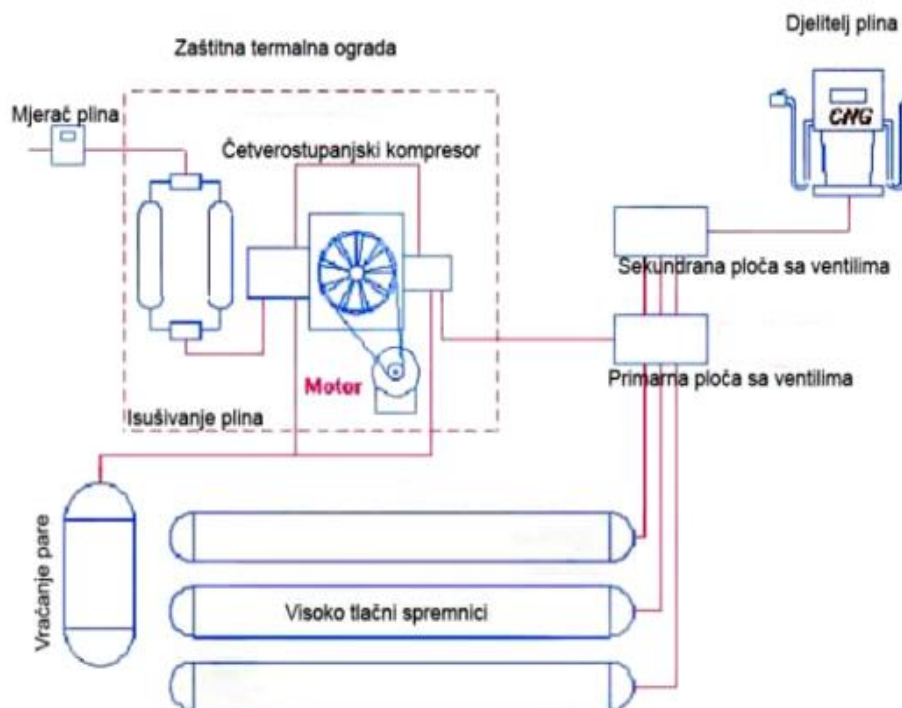 Djelitelj plina
Zaštitna termalna ograda
Mjerač plina
CNG
Četverostupanjski kompresor
Sekundrana ploča sa ventilima
Primarna ploča sa ventilima
Motor
Isušivanje plina
Vraćanje pare
Visoko tlačni spremnici